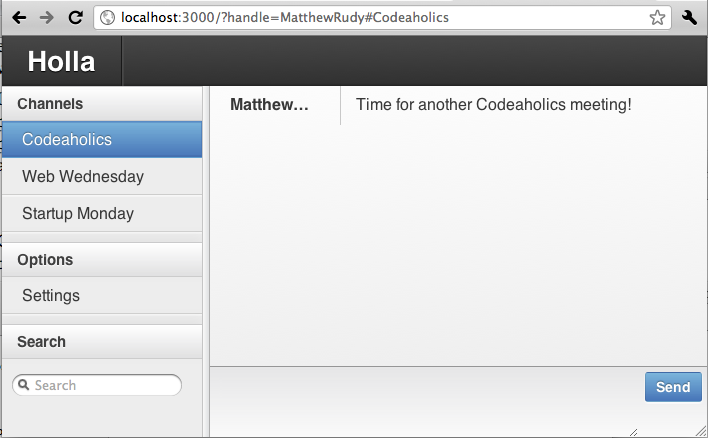 localhost:3000/?handle=MatthewRudy#Codeaholics
Holla
Channels
Codeaholics
Web Wednesday
Startup Monday
Options
Settings
Search
Search
Matthew…
Time for another Codeaholics meeting!
Send